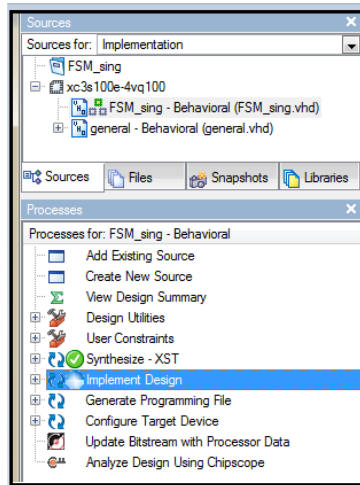 Sources
Sources for: Implementation
FSM_sing
xc3s100e-4vq100
FSM_sing - Behavioral (FSM_sing.vhd)
general - Behavioral (general.vhd)
Sources Files Snapshots Libraries
Processes
Processes for: FSM_sing - Behavioral
Add Existing Source
Create New Source
View Design Summary
Design Utilities
User Constraints
Synthesize - XST
Implement Design
Generate Programming File
Configure Target Device
Update Bitstream with Processor Data
Analyze Design Using Chipscope